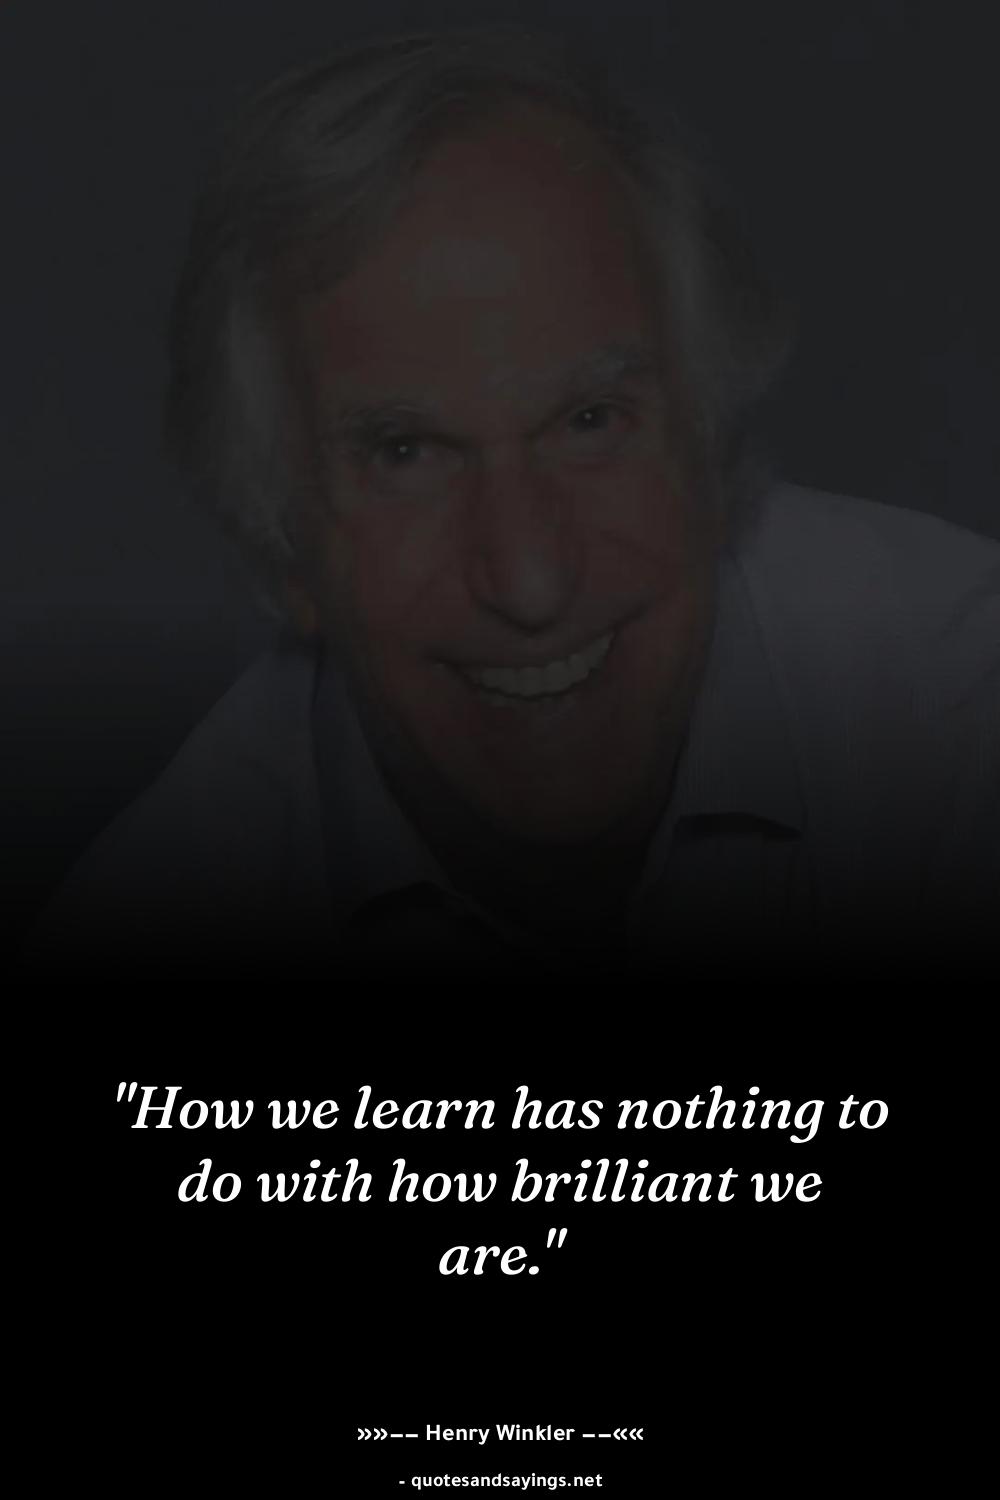 "How we learn has nothing to
do with how brilliant we
are."
»»–– Henry Winkler ––««
- quotesandsayings.net